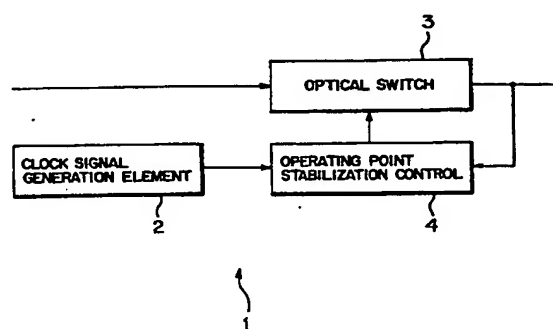 3
OPTICAL SWITCH
CLOCK SIGNAL
GENERATION ELEMENT
OPERATING POINT
STABILIZATION CONTROL
2
4
1